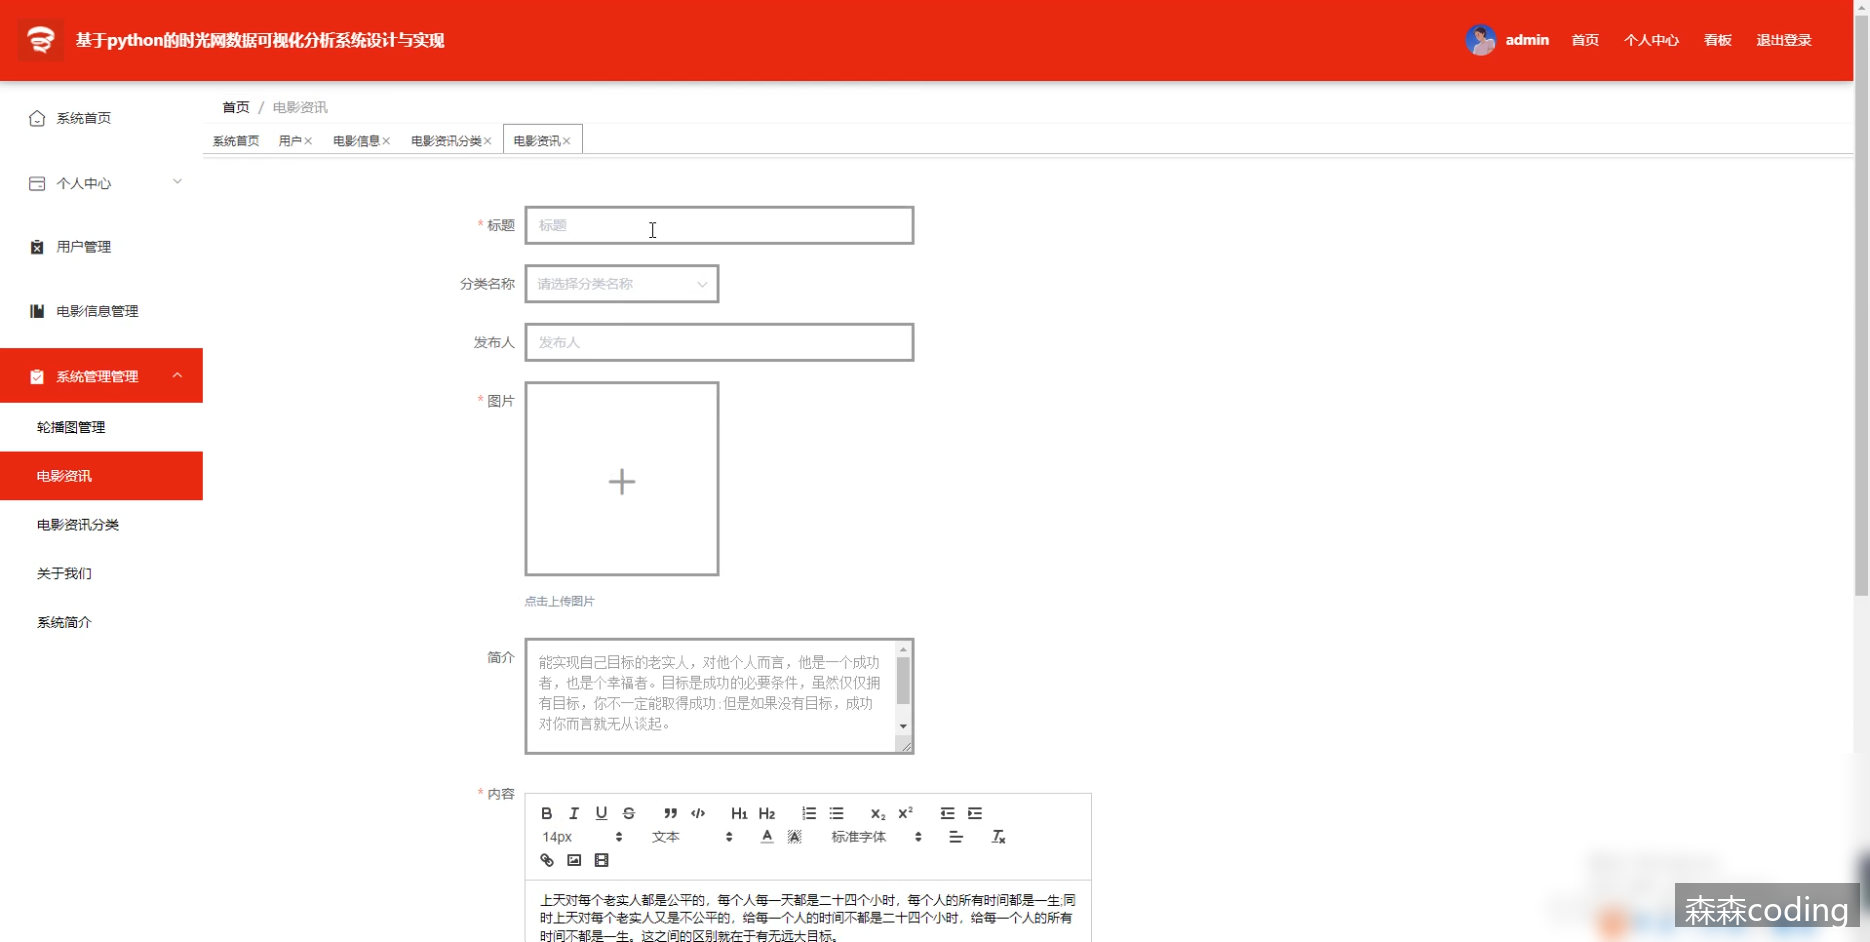 基于python的时光网数据可视化分析系统设计与实现
admin 首页 个人中心 看板 退出登录
系统首页
个人中心
用户管理
电影信息管理
系统管理管理
轮播图管理
电影资讯
电影资讯分类
关于我们
系统简介
首页 / 电影资讯
系统首页 用户× 电影信息× 电影资讯分类× 电影资讯×
* 标题 标题
分类名称 请选择分类名称
发布人 发布人
* 图片
点击上传图片
简介
能实现自己目标的老实人，对他个人而言，他是一个成功
者，也是个幸福者。目标是成功的必要条件，虽然仅仅拥
有目标，你不一定能取得成功:但是如果没有目标，成功
对你而言就无从谈起。
* 内容
B I U S H1 H2 X2 X2
14px 文本 A A 标准字体
上天对每个老实人都是公平的，每个人每一天都是二十四个小时，每个人的所有时间都是一生;同
时上天对每个老实人又是不公平的，给每一个人的时间不都是二十四个小时，给每一个人的所有
时间不都是一生。这之间的区别就在于有无远大目标。
森森coding